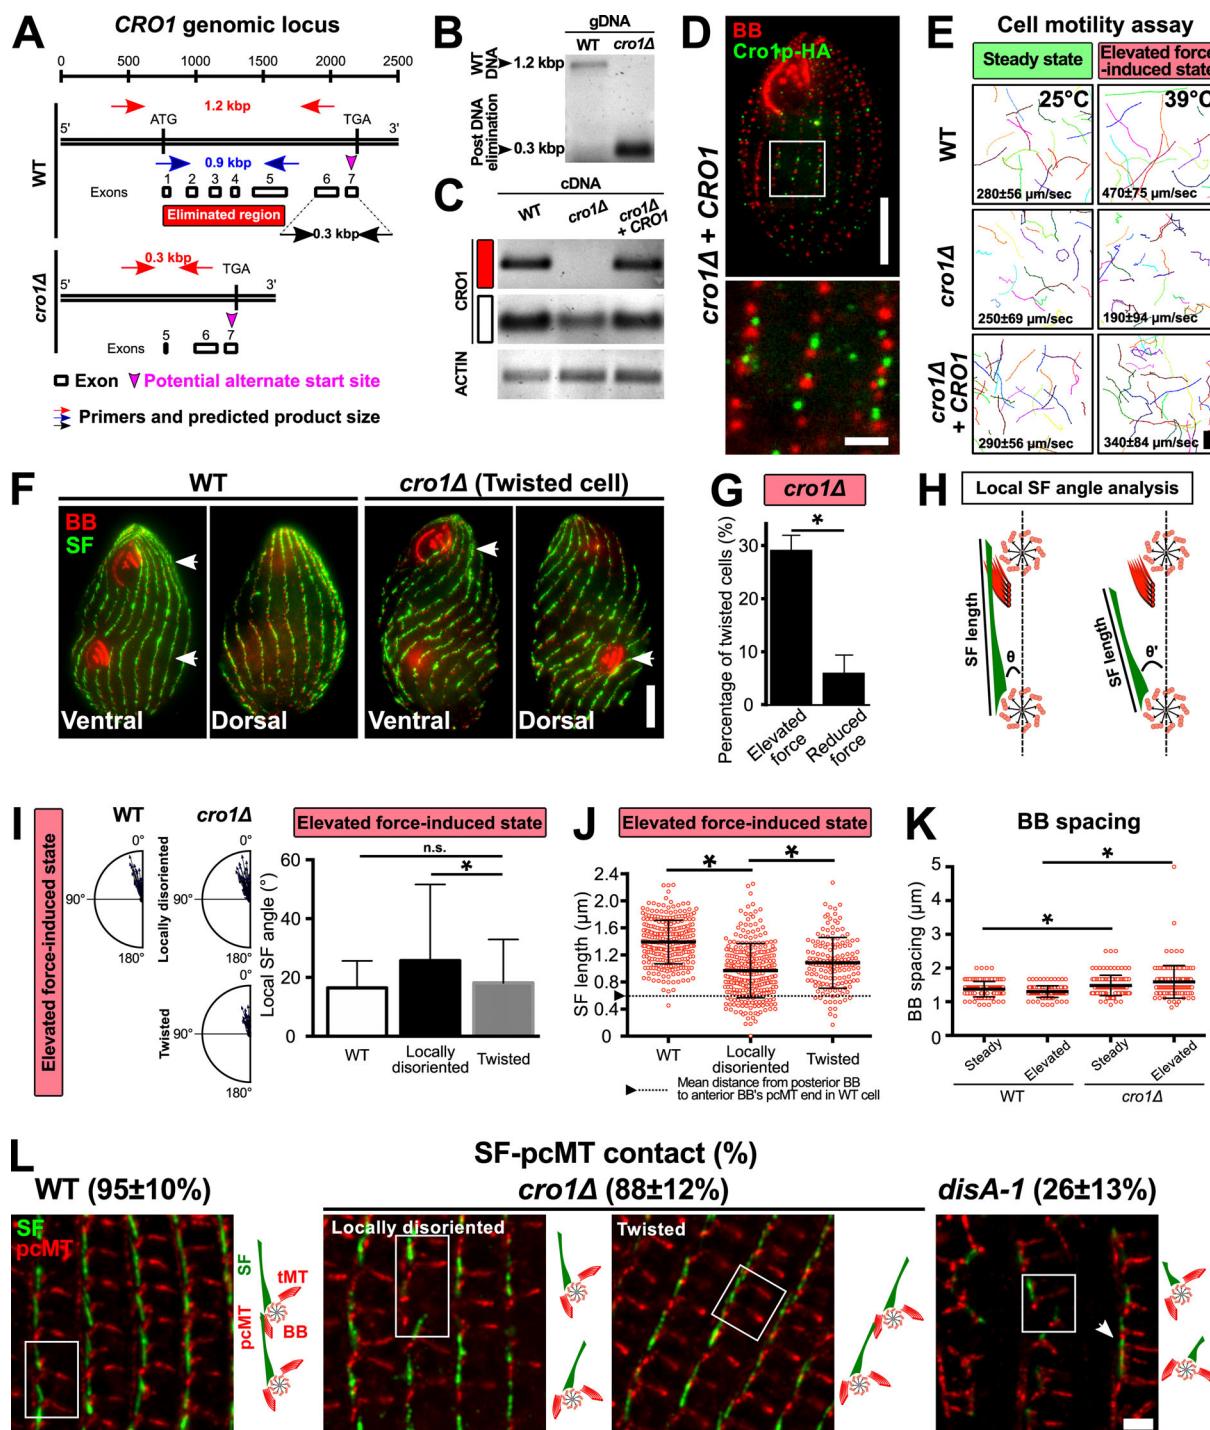 A CRO1 genomic locus
0 500 1000 1500 2000 2500
WT
1.2 kbp
5' ATG TGA 3'
0.9 kbp
Exons 1 2 3 4 5 6 7
Eliminated region
0.3 kbp
cro1Δ
0.3 kbp
TGA
5' 3'
Exons 5 6 7
Exon Potential alternate start site
Primers and predicted product size
B gDNA
WT cro1Δ
WT DNA
1.2 kbp
Post DNA elimination
0.3 kbp
C cDNA
WT cro1Δ cro1Δ + CRO1
CRO1
ACTIN
D BB
Cro1p-HA
cro1Δ + CRO1
E Cell motility assay
Steady state
Elevated force
-induced state
25°C 39°C
WT
280±56 µm/sec 470±75 µm/sec
cro1Δ
250±69 µm/sec 190±94 µm/sec
cro1Δ + CRO1
290±56 µm/sec 340±84 µm/sec
F WT cro1Δ (Twisted cell)
BB
SF
Ventral Dorsal Ventral Dorsal
G cro1Δ
Percentage of twisted cells (%)
*
30
20
10
0
Elevated force
Reduced force
H Local SF angle analysis
SF length θ
SF length θ'
I Elevated force-induced state
WT cro1Δ
0°
90°
180°
Locally disoriented
0°
90°
180°
Twisted
0°
90°
180°
Elevated force-induced state
Local SF angle (°)
60
40
20
0
n.s.
*
WT Locally disoriented Twisted
J Elevated force-induced state
SF length (µm)
* *
2.4
2.0
1.6
1.2
0.8
0.4
0
WT Locally disoriented Twisted
Mean distance from posterior BB
to anterior BB's pcMT end in WT cell
K BB spacing
BB spacing (µm)
* *
5
4
3
2
1
0
Steady Elevated Steady Elevated
WT cro1Δ
L SF-pcMT contact (%)
WT (95±10%) cro1Δ (88±12%) disA-1 (26±13%)
SF
pcMT
Locally disoriented
Twisted
SF
tMT
pcMT
BB